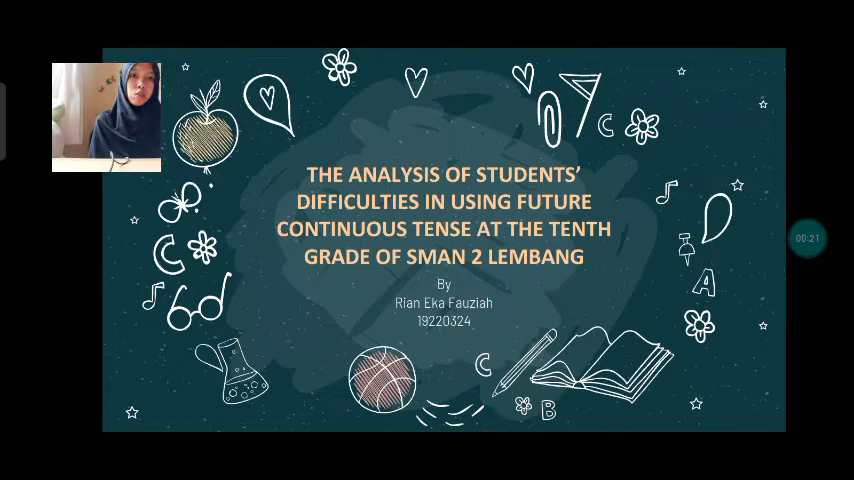 THE ANALYSIS OF STUDENTS’
DIFFICULTIES IN USING FUTURE
CONTINUOUS TENSE AT THE TENTH
GRADE OF SMAN 2 LEMBANG
By
Rian Eka Fauziah
19220324
00:21
C
C
A
C
B